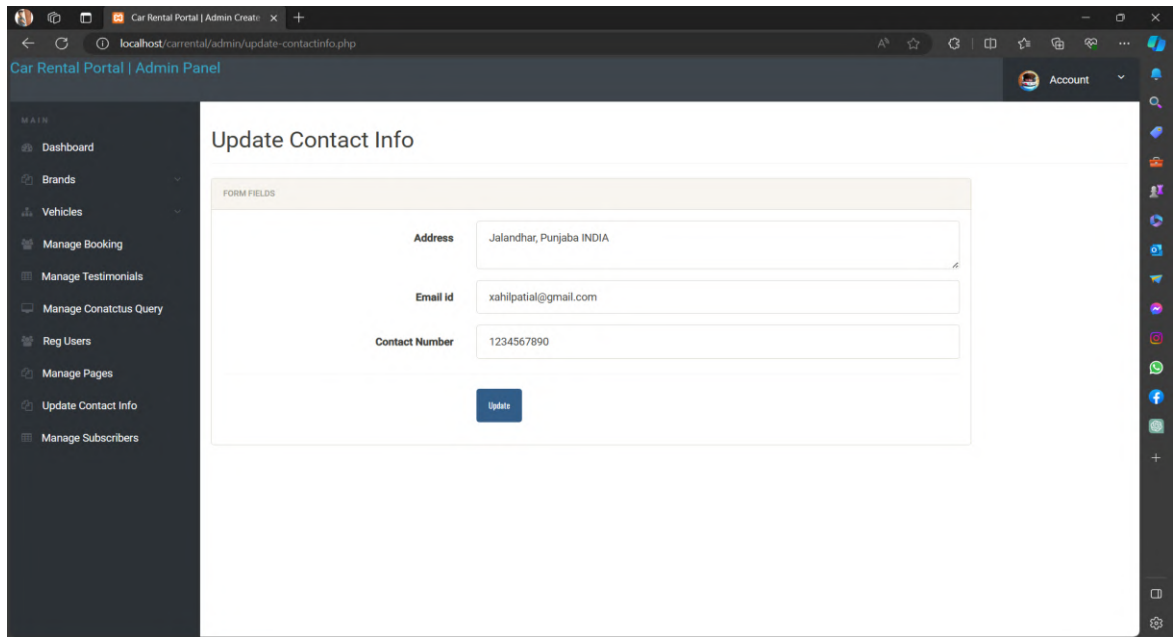 Car Rental Portal | Admin Create
localhost/carrental/admin/update-contactinfo.php
Car Rental Portal | Admin Panel
Account
MAIN
Dashboard
Brands
Vehicles
Manage Booking
Manage Testimonials
Manage Conatctus Query
Reg Users
Manage Pages
Update Contact Info
Manage Subscribers
Update Contact Info
FORM FIELDS
Address
Jalandhar, Punjaba INDIA
Email id
xahilpatial@gmail.com
Contact Number
1234567890
Update